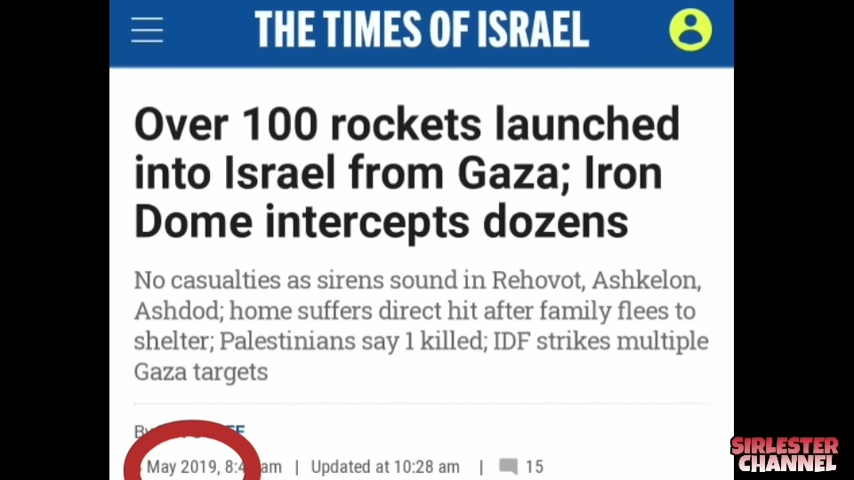 THE TIMES OF ISRAEL
Over 100 rockets launched
into Israel from Gaza; Iron
Dome intercepts dozens
No casualties as sirens sound in Rehovot, Ashkelon,
Ashdod; home suffers direct hit after family flees to
shelter; Palestinians say 1 killed; IDF strikes multiple
Gaza targets
By
May 2019, am | Updated at 10:28 am | 15
SIRLESTER
CHANNEL